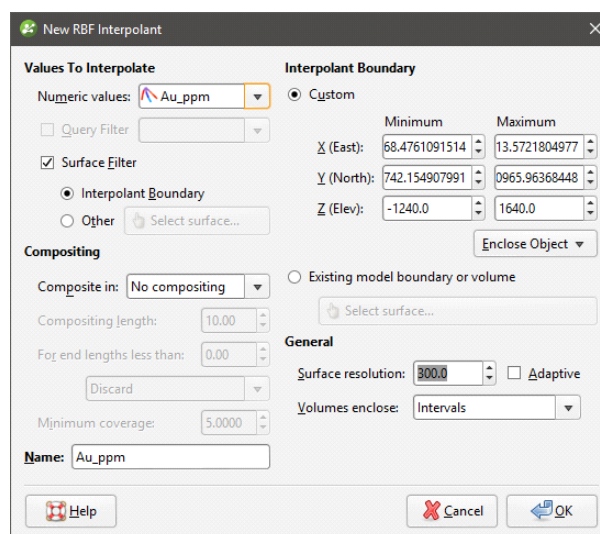 New RBF Interpolant
Values To Interpolate
Numeric values: Au_ppm
Query Filter
Surface Filter
Interpolant Boundary
Other Select surface...
Compositing
Composite in: No compositing
Compositing length: 10.00
For end lengths less than: 0.00
Discard
Minimum coverage: 5.0000
Name: Au_ppm
Interpolant Boundary
Custom
Minimum Maximum
X (East): 68.4761091514 13.5721804977
Y (North): 742.154907991 0965.96368448
Z (Elev): -1240.0 1640.0
Enclose Object
Existing model boundary or volume
Select surface...
General
Surface resolution: 300.0 Adaptive
Volumes enclose: Intervals
Help Cancel OK